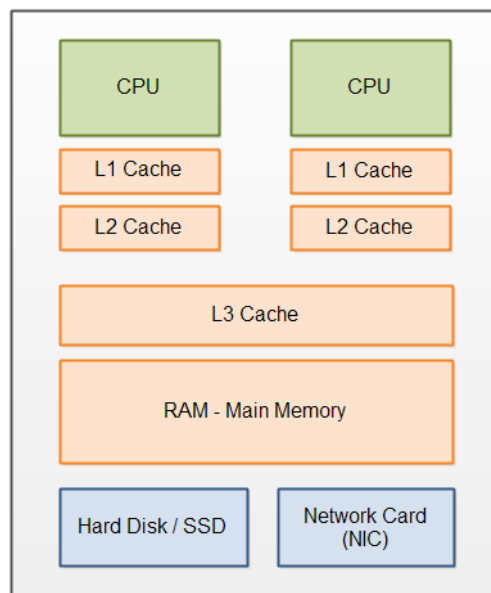 CPU
CPU
L1 Cache
L1 Cache
L2 Cache
L2 Cache
L3 Cache
RAM - Main Memory
Hard Disk / SSD
Network Card
(NIC)